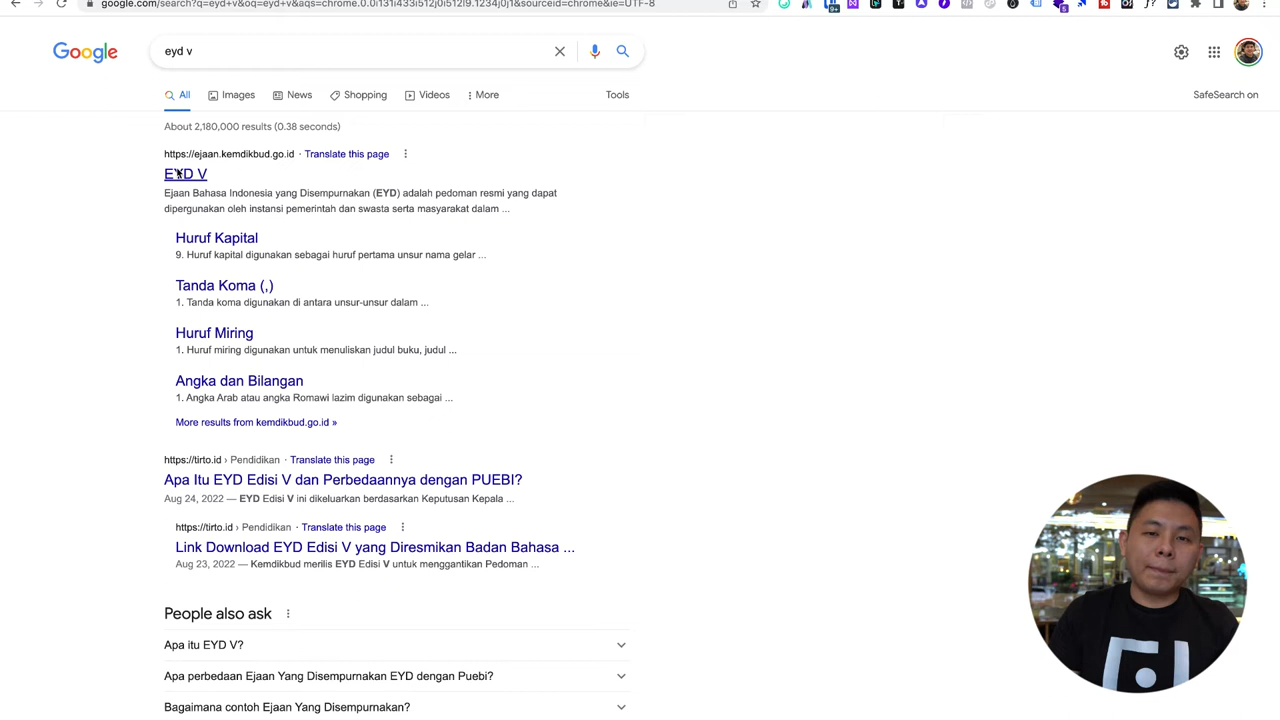 google.com/search?q=eyd+v&oq=eyd+v&aqs=chrome.0.0i131i433i512j0i512l9.1234j0j1&sourceid=chrome&ie=UTF-8
Google
eyd v
All
Images
News
Shopping
Videos
More
Tools
SafeSearch on
About 2,180,000 results (0.38 seconds)
https://ejaan.kemdikbud.go.id · Translate this page
EYD V
Ejaan Bahasa Indonesia yang Disempurnakan (EYD) adalah pedoman resmi yang dapat
dipergunakan oleh instansi pemerintah dan swasta serta masyarakat dalam ...
Huruf Kapital
9. Huruf kapital digunakan sebagai huruf pertama unsur nama gelar ...
Tanda Koma (,)
1. Tanda koma digunakan di antara unsur-unsur dalam ...
Huruf Miring
1. Huruf miring digunakan untuk menuliskan judul buku, judul ...
Angka dan Bilangan
1. Angka Arab atau angka Romawi lazim digunakan sebagai ...
More results from kemdikbud.go.id »
https://tirto.id › Pendidikan · Translate this page
Apa Itu EYD Edisi V dan Perbedaannya dengan PUEBI?
Aug 24, 2022 — EYD Edisi V ini dikeluarkan berdasarkan Keputusan Kepala ...
https://tirto.id › Pendidikan · Translate this page
Link Download EYD Edisi V yang Diresmikan Badan Bahasa ...
Aug 23, 2022 — Kemdikbud merilis EYD Edisi V untuk menggantikan Pedoman ...
People also ask
Apa itu EYD V?
Apa perbedaan Ejaan Yang Disempurnakan EYD dengan Puebi?
Bagaimana contoh Ejaan Yang Disempurnakan?